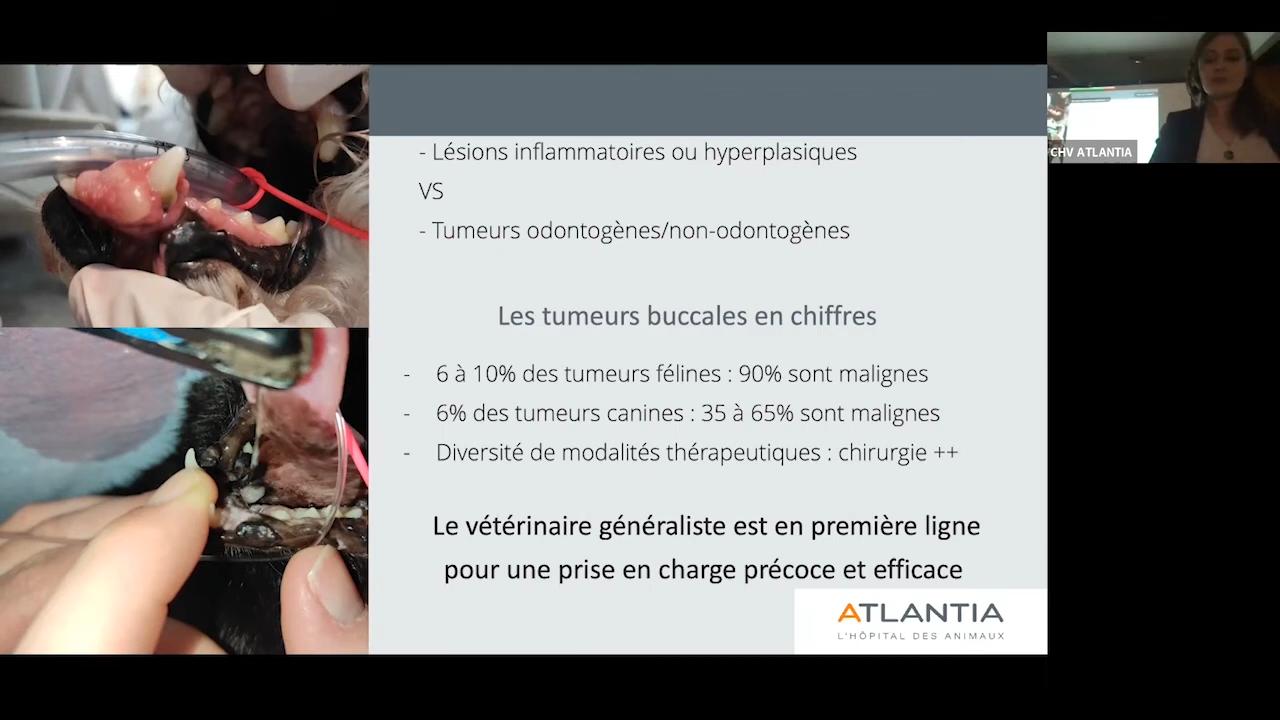 - Lésions inflammatoires ou hyperplasiques
VS
- Tumeurs odontogènes/non-odontogènes
Les tumeurs buccales en chiffres
- 6 à 10% des tumeurs félines : 90% sont malignes
- 6% des tumeurs canines : 35 à 65% sont malignes
- Diversité de modalités thérapeutiques : chirurgie ++
Le vétérinaire généraliste est en première ligne
pour une prise en charge précoce et efficace
ATLANTIA
L'HÔPITAL DES ANIMAUX
CHV ATLANTIA